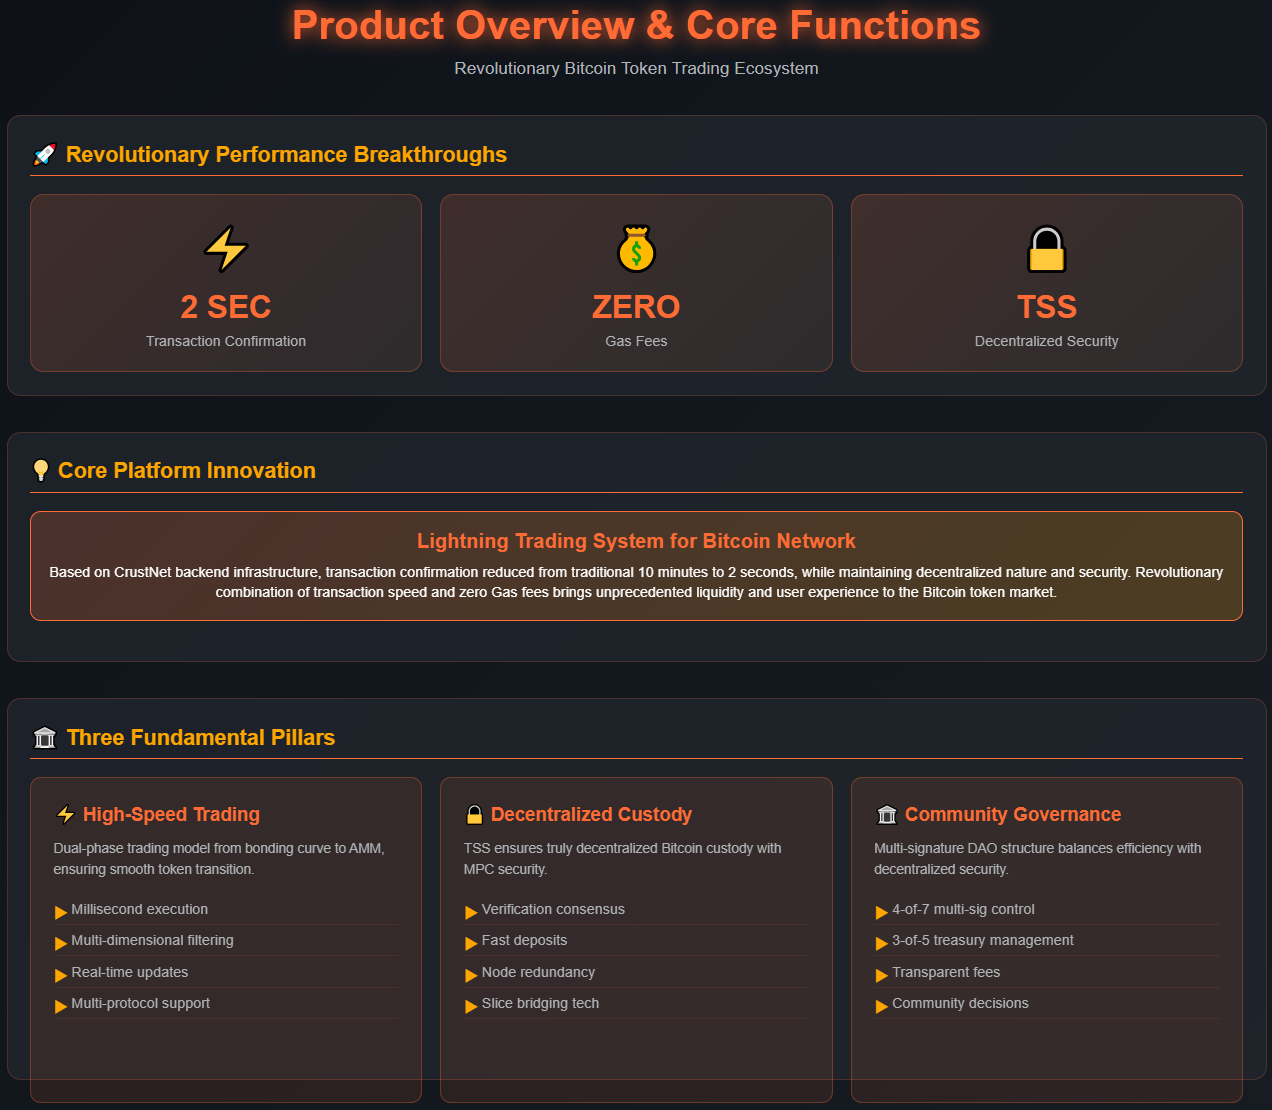 Product Overview & Core Functions
Revolutionary Bitcoin Token Trading Ecosystem
Revolutionary Performance Breakthroughs
2 SEC
Transaction Confirmation
ZERO
Gas Fees
TSS
Decentralized Security
Core Platform Innovation
Lightning Trading System for Bitcoin Network
Based on CrustNet backend infrastructure, transaction confirmation reduced from traditional 10 minutes to 2 seconds, while maintaining decentralized nature and security. Revolutionary
combination of transaction speed and zero Gas fees brings unprecedented liquidity and user experience to the Bitcoin token market.
Three Fundamental Pillars
High-Speed Trading
Dual-phase trading model from bonding curve to AMM,
ensuring smooth token transition.
Millisecond execution
Multi-dimensional filtering
Real-time updates
Multi-protocol support
Decentralized Custody
TSS ensures truly decentralized Bitcoin custody with
MPC security.
Verification consensus
Fast deposits
Node redundancy
Slice bridging tech
Community Governance
Multi-signature DAO structure balances efficiency with
decentralized security.
4-of-7 multi-sig control
3-of-5 treasury management
Transparent fees
Community decisions